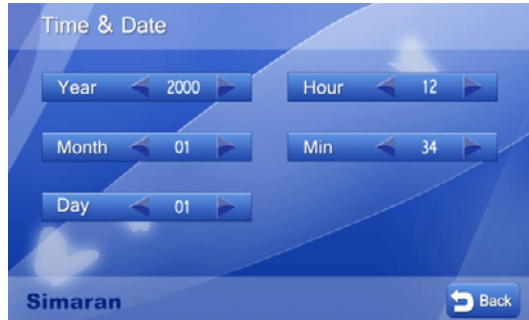 Time & Date
Year 2000
Hour 12
Month 01
Min 34
Day 01
Simaran
Back